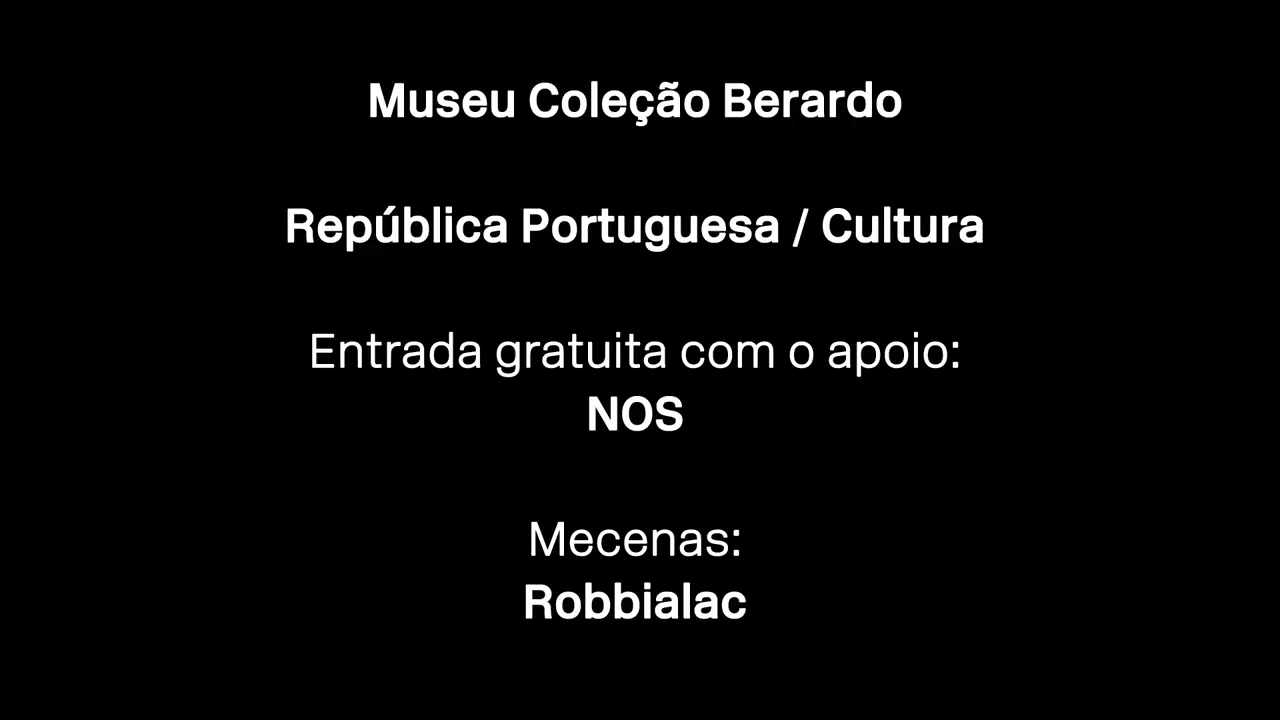 Museu Coleção Berardo
República Portuguesa / Cultura
Entrada gratuita com o apoio:
NOS
Mecenas:
Robbialac